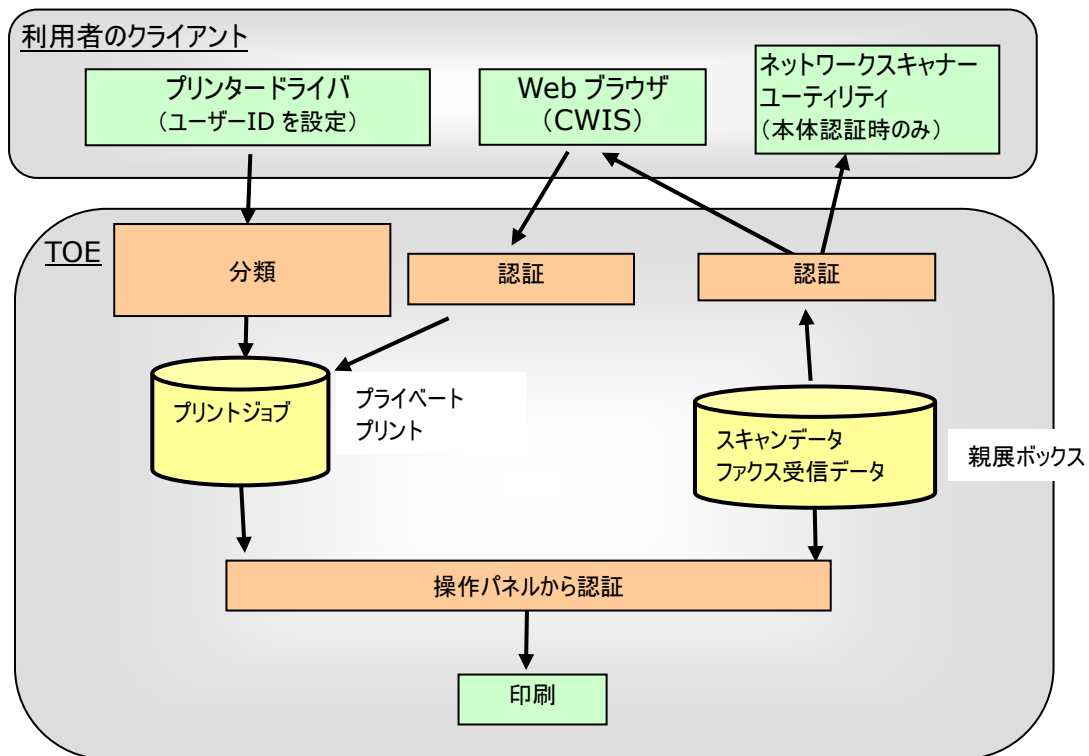 利用者のクライアント
プリンタードライバ
（ユーザーID を設定）
Web ブラウザ
（CWIS）
ネットワークスキャナー
ユーティリティ
（本体認証時のみ）
TOE
分類
認証
認証
プリントジョブ
プライベート
プリント
スキャンデータ
ファクス受信データ
親展ボックス
操作パネルから認証
印刷